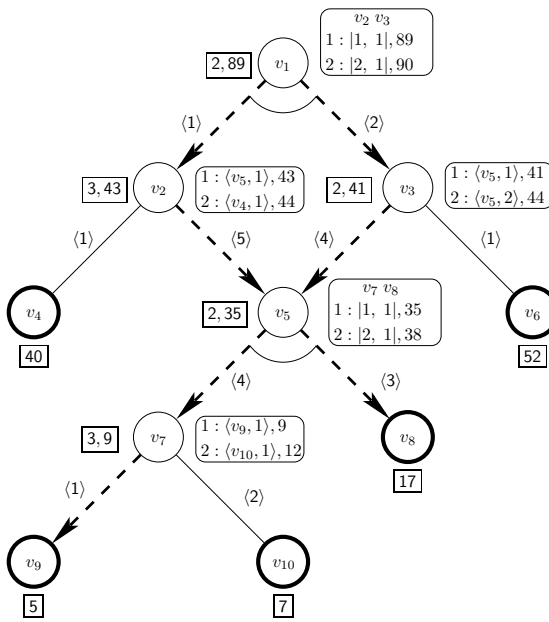 v₂ v₃
1 : |1, 1|, 89
2 : |2, 1|, 90
2, 89
v₁
⟨1⟩
⟨2⟩
3, 43
v₂
1 : ⟨v₅, 1⟩, 43
2 : ⟨v₄, 1⟩, 44
2, 41
v₃
1 : ⟨v₅, 1⟩, 41
2 : ⟨v₅, 2⟩, 44
⟨1⟩
⟨5⟩
⟨4⟩
⟨1⟩
v₄
40
2, 35
v₅
v₇ v₈
1 : |1, 1|, 35
2 : |2, 1|, 38
v₆
52
⟨4⟩
⟨3⟩
3, 9
v₇
1 : ⟨v₉, 1⟩, 9
2 : ⟨v₁₀, 1⟩, 12
v₈
17
⟨1⟩
⟨2⟩
v₉
5
v₁₀
7